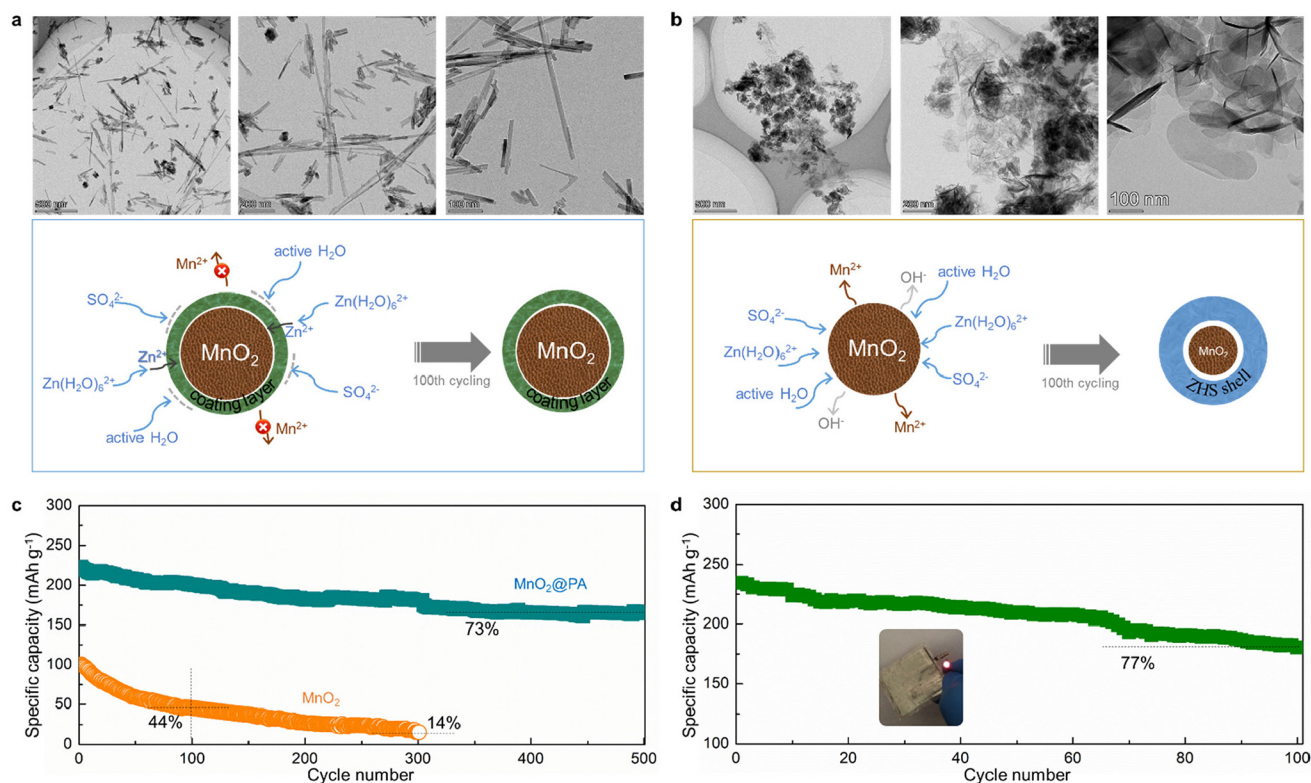 a
500 nm
200 nm
100 nm
b
500 nm
200 nm
100 nm
Mn²⁺
active H₂O
SO₄²⁻
Zn(H₂O)₆²⁺
Zn²⁺
Zn²⁺
MnO₂
Zn(H₂O)₆²⁺
coating layer
SO₄²⁻
active H₂O
Mn²⁺
100th cycling
MnO₂
coating layer
Mn²⁺
OH⁻
active H₂O
SO₄²⁻
Zn(H₂O)₆²⁺
Zn(H₂O)₆²⁺
MnO₂
SO₄²⁻
active H₂O
OH⁻
Mn²⁺
100th cycling
MnO₂
ZHS shell
c
Specific capacity (mAh g⁻¹)
300
250
200
150
100
50
0
MnO₂@PA
73%
MnO₂
44%
14%
0 100 200 300 400 500
Cycle number
d
Specific capacity (mAh g⁻¹)
300
250
200
150
100
77%
0 20 40 60 80 100
Cycle number